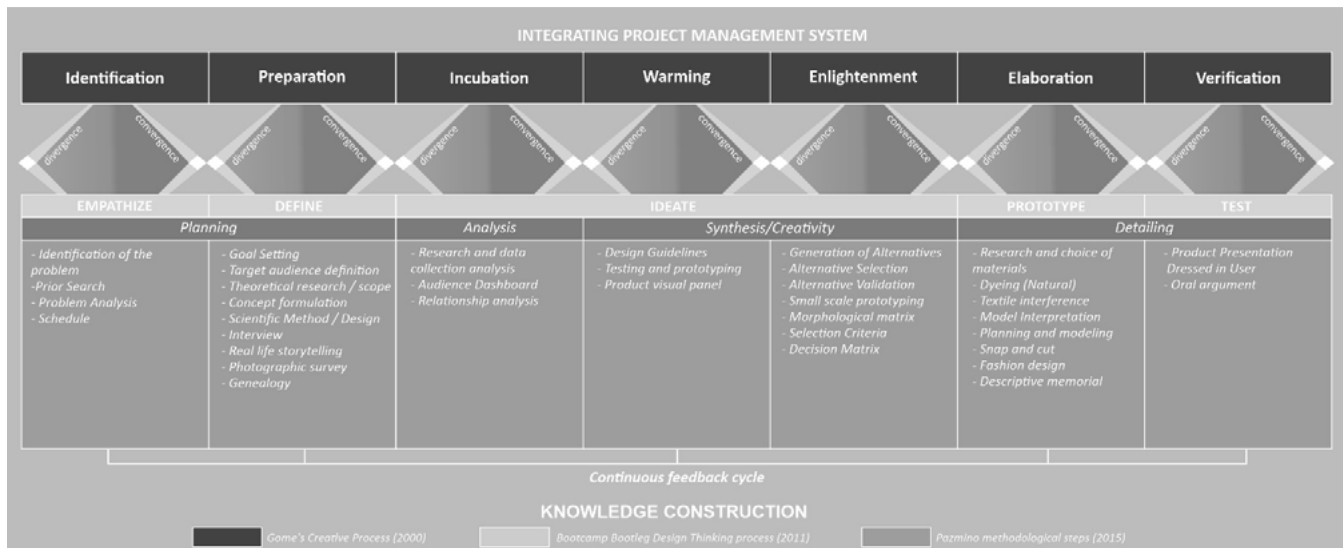 INTEGRATING PROJECT MANAGEMENT SYSTEM
Identification
Preparation
Incubation
Warming
Enlightenment
Elaboration
Verification
divergence
convergence
divergence
convergence
divergence
convergence
divergence
convergence
divergence
convergence
divergence
convergence
divergence
convergence
EMPATHIZE
DEFINE
IDEATE
PROTOTYPE
TEST
Planning
Analysis
Synthesis/Creativity
Detailing
- Identification of the
problem
-Prior Search
- Problem Analysis
- Schedule
- Goal Setting
- Target audience definition
- Theoretical research / scope
- Concept formulation
- Scientific Method / Design
- Interview
- Real life storytelling
- Photographic survey
- Genealogy
- Research and data
collection analysis
- Audience Dashboard
- Relationship analysis
- Design Guidelines
- Testing and prototyping
- Product visual panel
- Generation of Alternatives
- Alternative Selection
- Alternative Validation
- Small scale prototyping
- Morphological matrix
- Selection Criteria
- Decision Matrix
- Research and choice of
materials
- Dyeing (Natural)
- Textile interference
- Model Interpretation
- Planning and modeling
- Snap and cut
- Fashion design
- Descriptive memorial
- Product Presentation
Dressed in User
- Oral argument
Continuous feedback cycle
KNOWLEDGE CONSTRUCTION
Gome's Creative Process (2000)
Bootcamp Bootleg Design Thinking process (2011)
Pazmino methodological steps (2015)